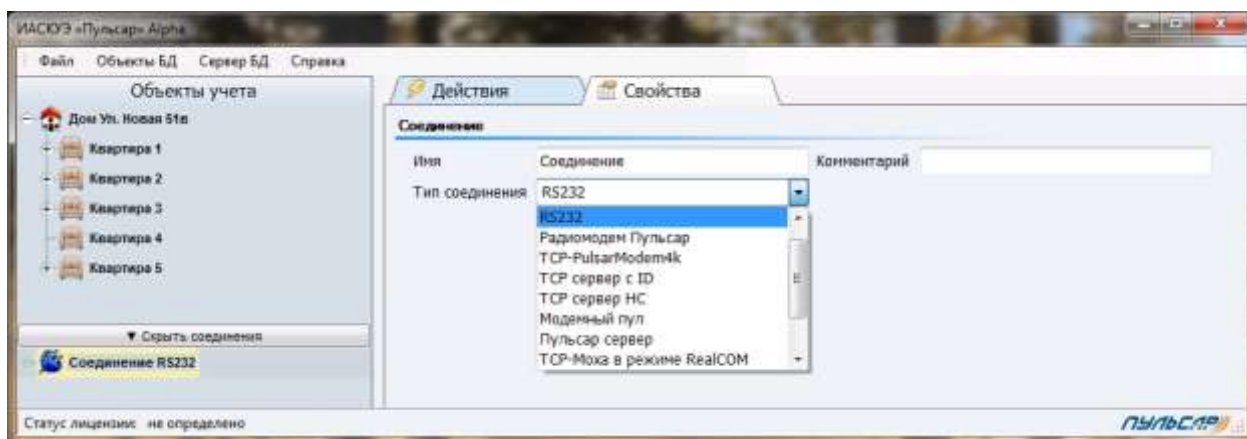 ИАСКУЭ «Пульсар» Alpha
Файл Объекты БД Сервер БД Справка
Объекты учета
Дом Ул. Новая 51в
Квартира 1
Квартира 2
Квартира 3
Квартира 4
Квартира 5
▼ Скрыть соединения
Соединение RS232
Действия Свойства
Соединение
Имя Соединение Комментарий
Тип соединения RS232
RS232
Радиомодем Пульсар
TCP-PulsarModem4k
TCP сервер с ID
TCP сервер НС
Модемный пул
Пульсар сервер
TCP-Моха в режиме RealCOM
Статус лицензии: не определено
ПУЛЬСАР